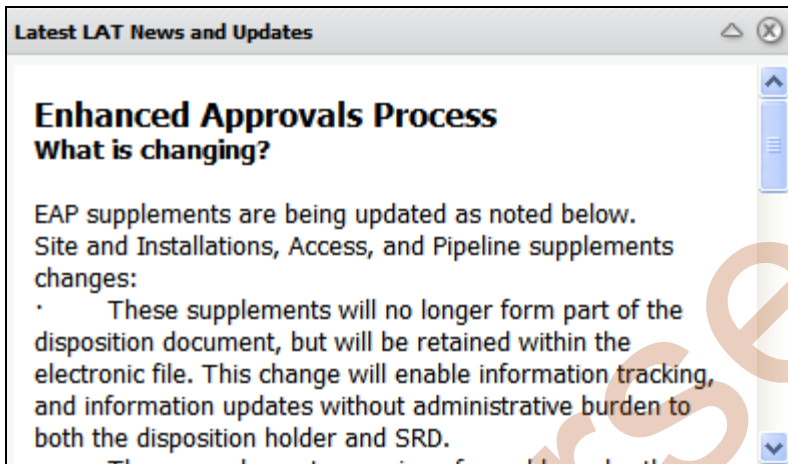 Latest LAT News and Updates
Enhanced Approvals Process
What is changing?
EAP supplements are being updated as noted below.
Site and Installations, Access, and Pipeline supplements
changes:
· These supplements will no longer form part of the
disposition document, but will be retained within the
electronic file. This change will enable information tracking,
and information updates without administrative burden to
both the disposition holder and SRD.